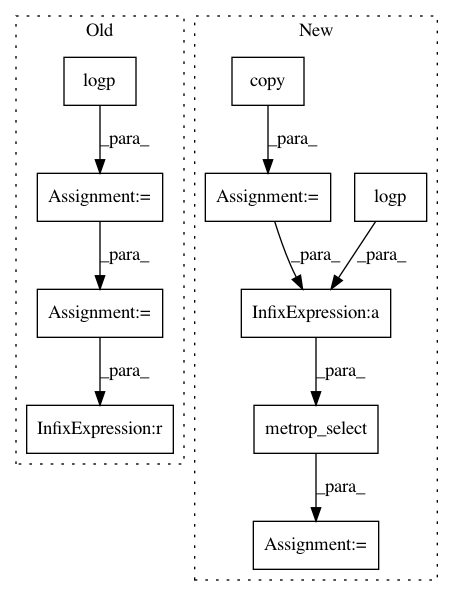 Old
New
logp
copy
_para_
_para_
Assignment:=
Assignment:=
logp
_para_
_para_
_para_
Assignment:=
InfixExpression:a
_para_
_para_
InfixExpression:r
metrop_select
_para_
Assignment:=